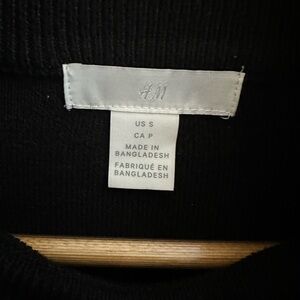 H&M
US S
CA P
MADE IN
BANGLADESH
FABRIQUÉ EN
BANGLADESH